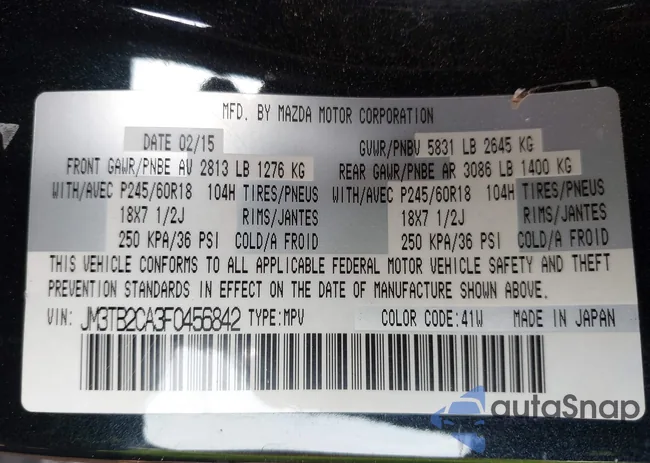 MFD. BY MAZDA MOTOR CORPORATION
DATE 02/15 GVWR/PNBV 5831 LB 2645 KG
FRONT GAWR/PNBE AV 2813 LB 1276 KG REAR GAWR/PNBE AR 3086 LB 1400 KG
WITH/AVEC P245/60R18 104H TIRES/PNEUS WITH/AVEC P245/60R18 104H TIRES/PNEUS
18X7 1/2J RIMS/JANTES 18X7 1/2J RIMS/JANTES
250 KPA/36 PSI COLD/A FROID 250 KPA/36 PSI COLD/A FROID
THIS VEHICLE CONFORMS TO ALL APPLICABLE FEDERAL MOTOR VEHICLE SAFETY AND THEFT
PREVENTION STANDARDS IN EFFECT ON THE DATE OF MANUFACTURE SHOWN ABOVE.
VIN: JM3TB2CA3F0456842 TYPE:MPV COLOR CODE:41W MADE IN JAPAN
autoSnap